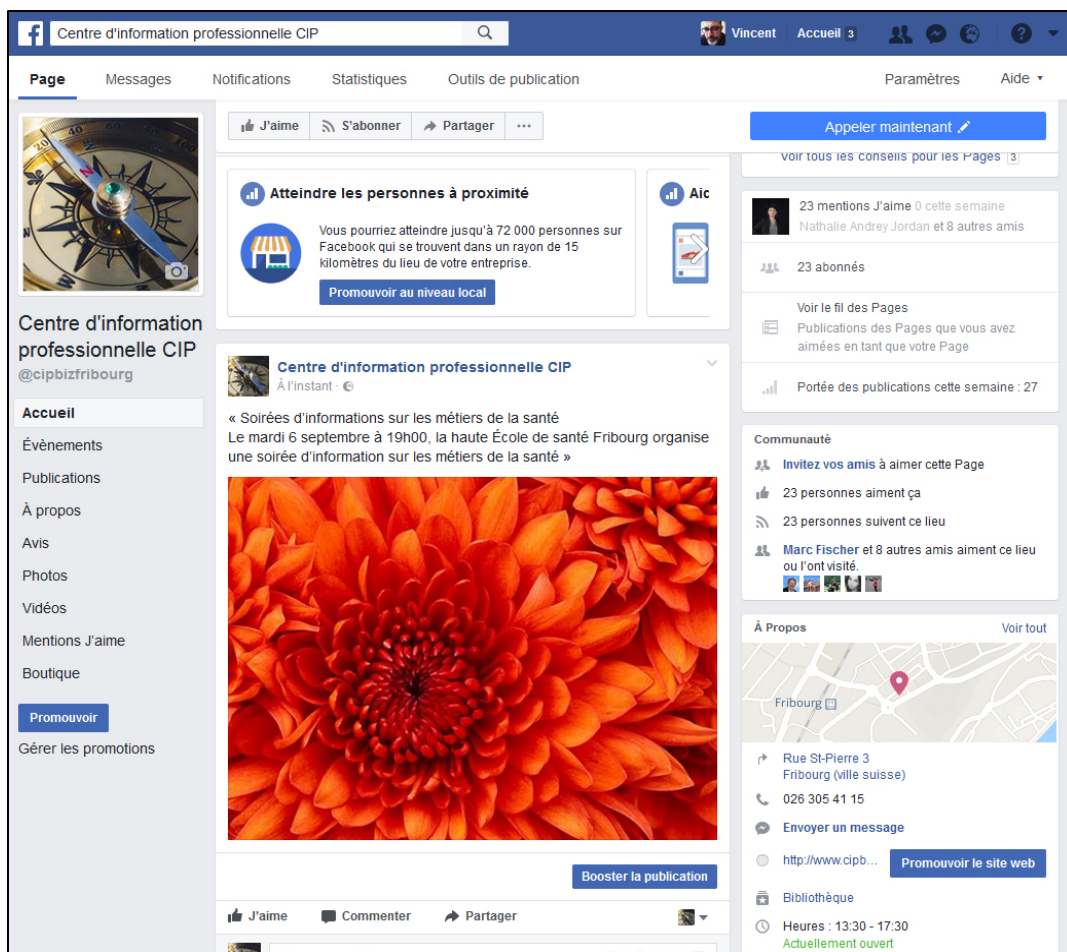 Centre d'information professionnelle CIP
Vincent
Accueil 3
Page
Messages
Notifications
Statistiques
Outils de publication
Paramètres
Aide
J'aime
S'abonner
Partager
Appeler maintenant
Centre d'information
professionnelle CIP
@cipbizfribourg
Accueil
Évènements
Publications
À propos
Avis
Photos
Vidéos
Mentions J'aime
Boutique
Promouvoir
Gérer les promotions
Atteindre les personnes à proximité
Vous pourriez atteindre jusqu'à 72 000 personnes sur
Facebook qui se trouvent dans un rayon de 15
kilomètres du lieu de votre entreprise.
Promouvoir au niveau local
Centre d'information professionnelle CIP
À l'instant
« Soirées d'informations sur les métiers de la santé
Le mardi 6 septembre à 19h00, la haute École de santé Fribourg organise
une soirée d'information sur les métiers de la santé »
Booster la publication
J'aime
Commenter
Partager
Voir tous les conseils pour les Pages 3
23 mentions J'aime 0 cette semaine
Nathalie Andrey Jordan et 8 autres amis
23 abonnés
Voir le fil des Pages
Publications des Pages que vous avez
aimées en tant que votre Page
Portée des publications cette semaine : 27
Communauté
Invitez vos amis à aimer cette Page
23 personnes aiment ça
23 personnes suivent ce lieu
Marc Fischer et 8 autres amis aiment ce lieu
ou l'ont visité.
À Propos
Voir tout
Fribourg
Rue St-Pierre 3
Fribourg (ville suisse)
026 305 41 15
Envoyer un message
http://www.cipb...
Promouvoir le site web
Bibliothèque
Heures : 13:30 - 17:30
Actuellement ouvert